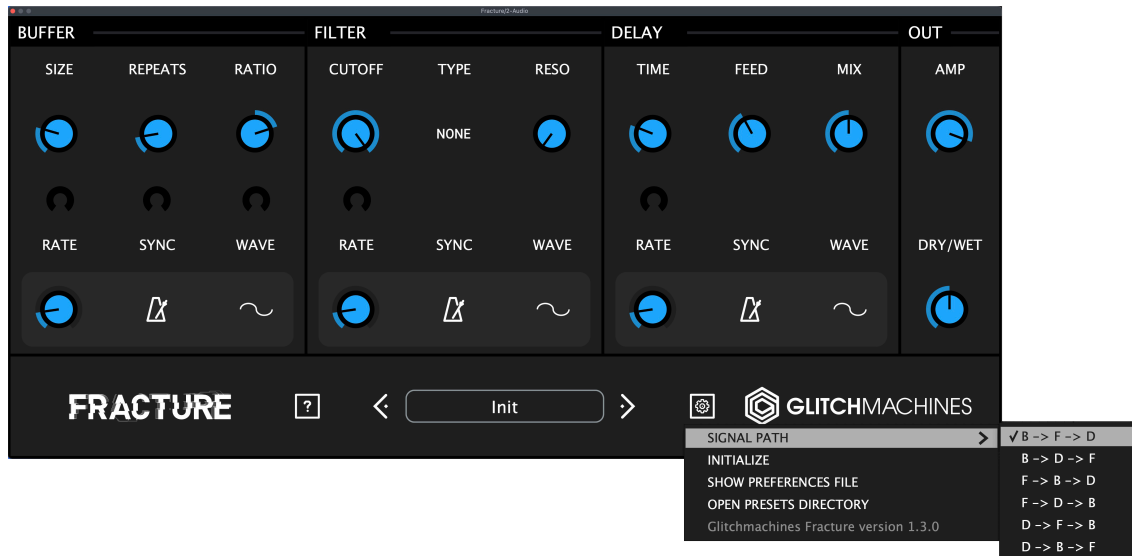 Fracture/2-Audio
BUFFER FILTER DELAY OUT
SIZE REPEATS RATIO CUTOFF TYPE RESO TIME FEED MIX AMP
NONE
RATE SYNC WAVE RATE SYNC WAVE RATE SYNC WAVE DRY/WET
FRACTURE ? Init GLITCHMACHINES
SIGNAL PATH
INITIALIZE
SHOW PREFERENCES FILE
OPEN PRESETS DIRECTORY
Glitchmachines Fracture version 1.3.0
✓ B -> F -> D
B -> D -> F
F -> B -> D
F -> D -> B
D -> F -> B
D -> B -> F